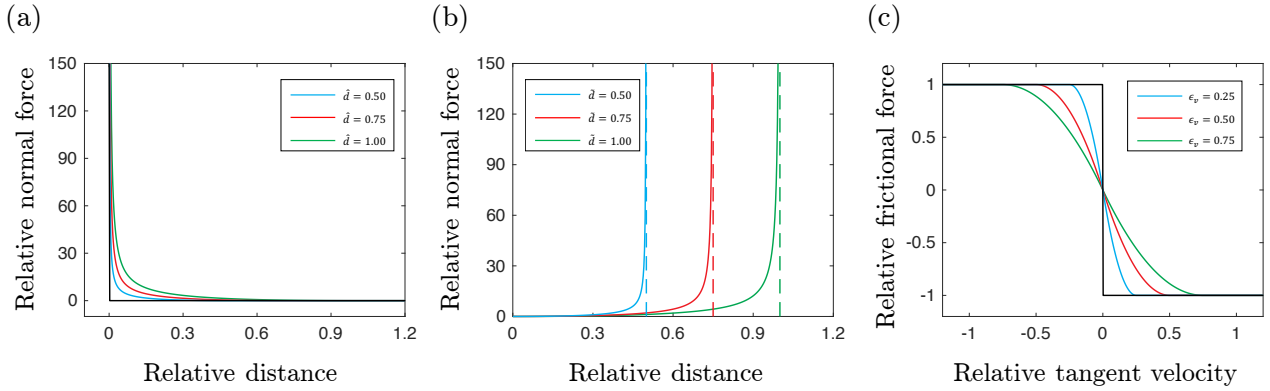 (a)
Relative normal force
150
120
90
60
30
0
d̂ = 0.50
d̂ = 0.75
d̂ = 1.00
0 0.3 0.6 0.9 1.2
Relative distance
(b)
Relative normal force
150
120
90
60
30
0
d̃ = 0.50
d̃ = 0.75
d̃ = 1.00
0 0.3 0.6 0.9 1.2
Relative distance
(c)
Relative frictional force
1
0.5
0
-0.5
-1
ϵᵥ = 0.25
ϵᵥ = 0.50
ϵᵥ = 0.75
-1 -0.5 0 0.5 1
Relative tangent velocity